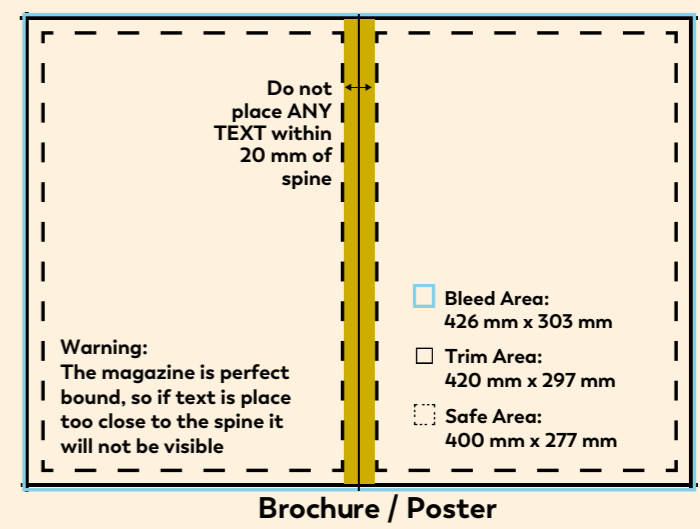 Do not
place ANY
TEXT within
20 mm of
spine
Warning:
The magazine is perfect
bound, so if text is place
too close to the spine it
will not be visible
Bleed Area:
426 mm x 303 mm
Trim Area:
420 mm x 297 mm
Safe Area:
400 mm x 277 mm
Brochure / Poster